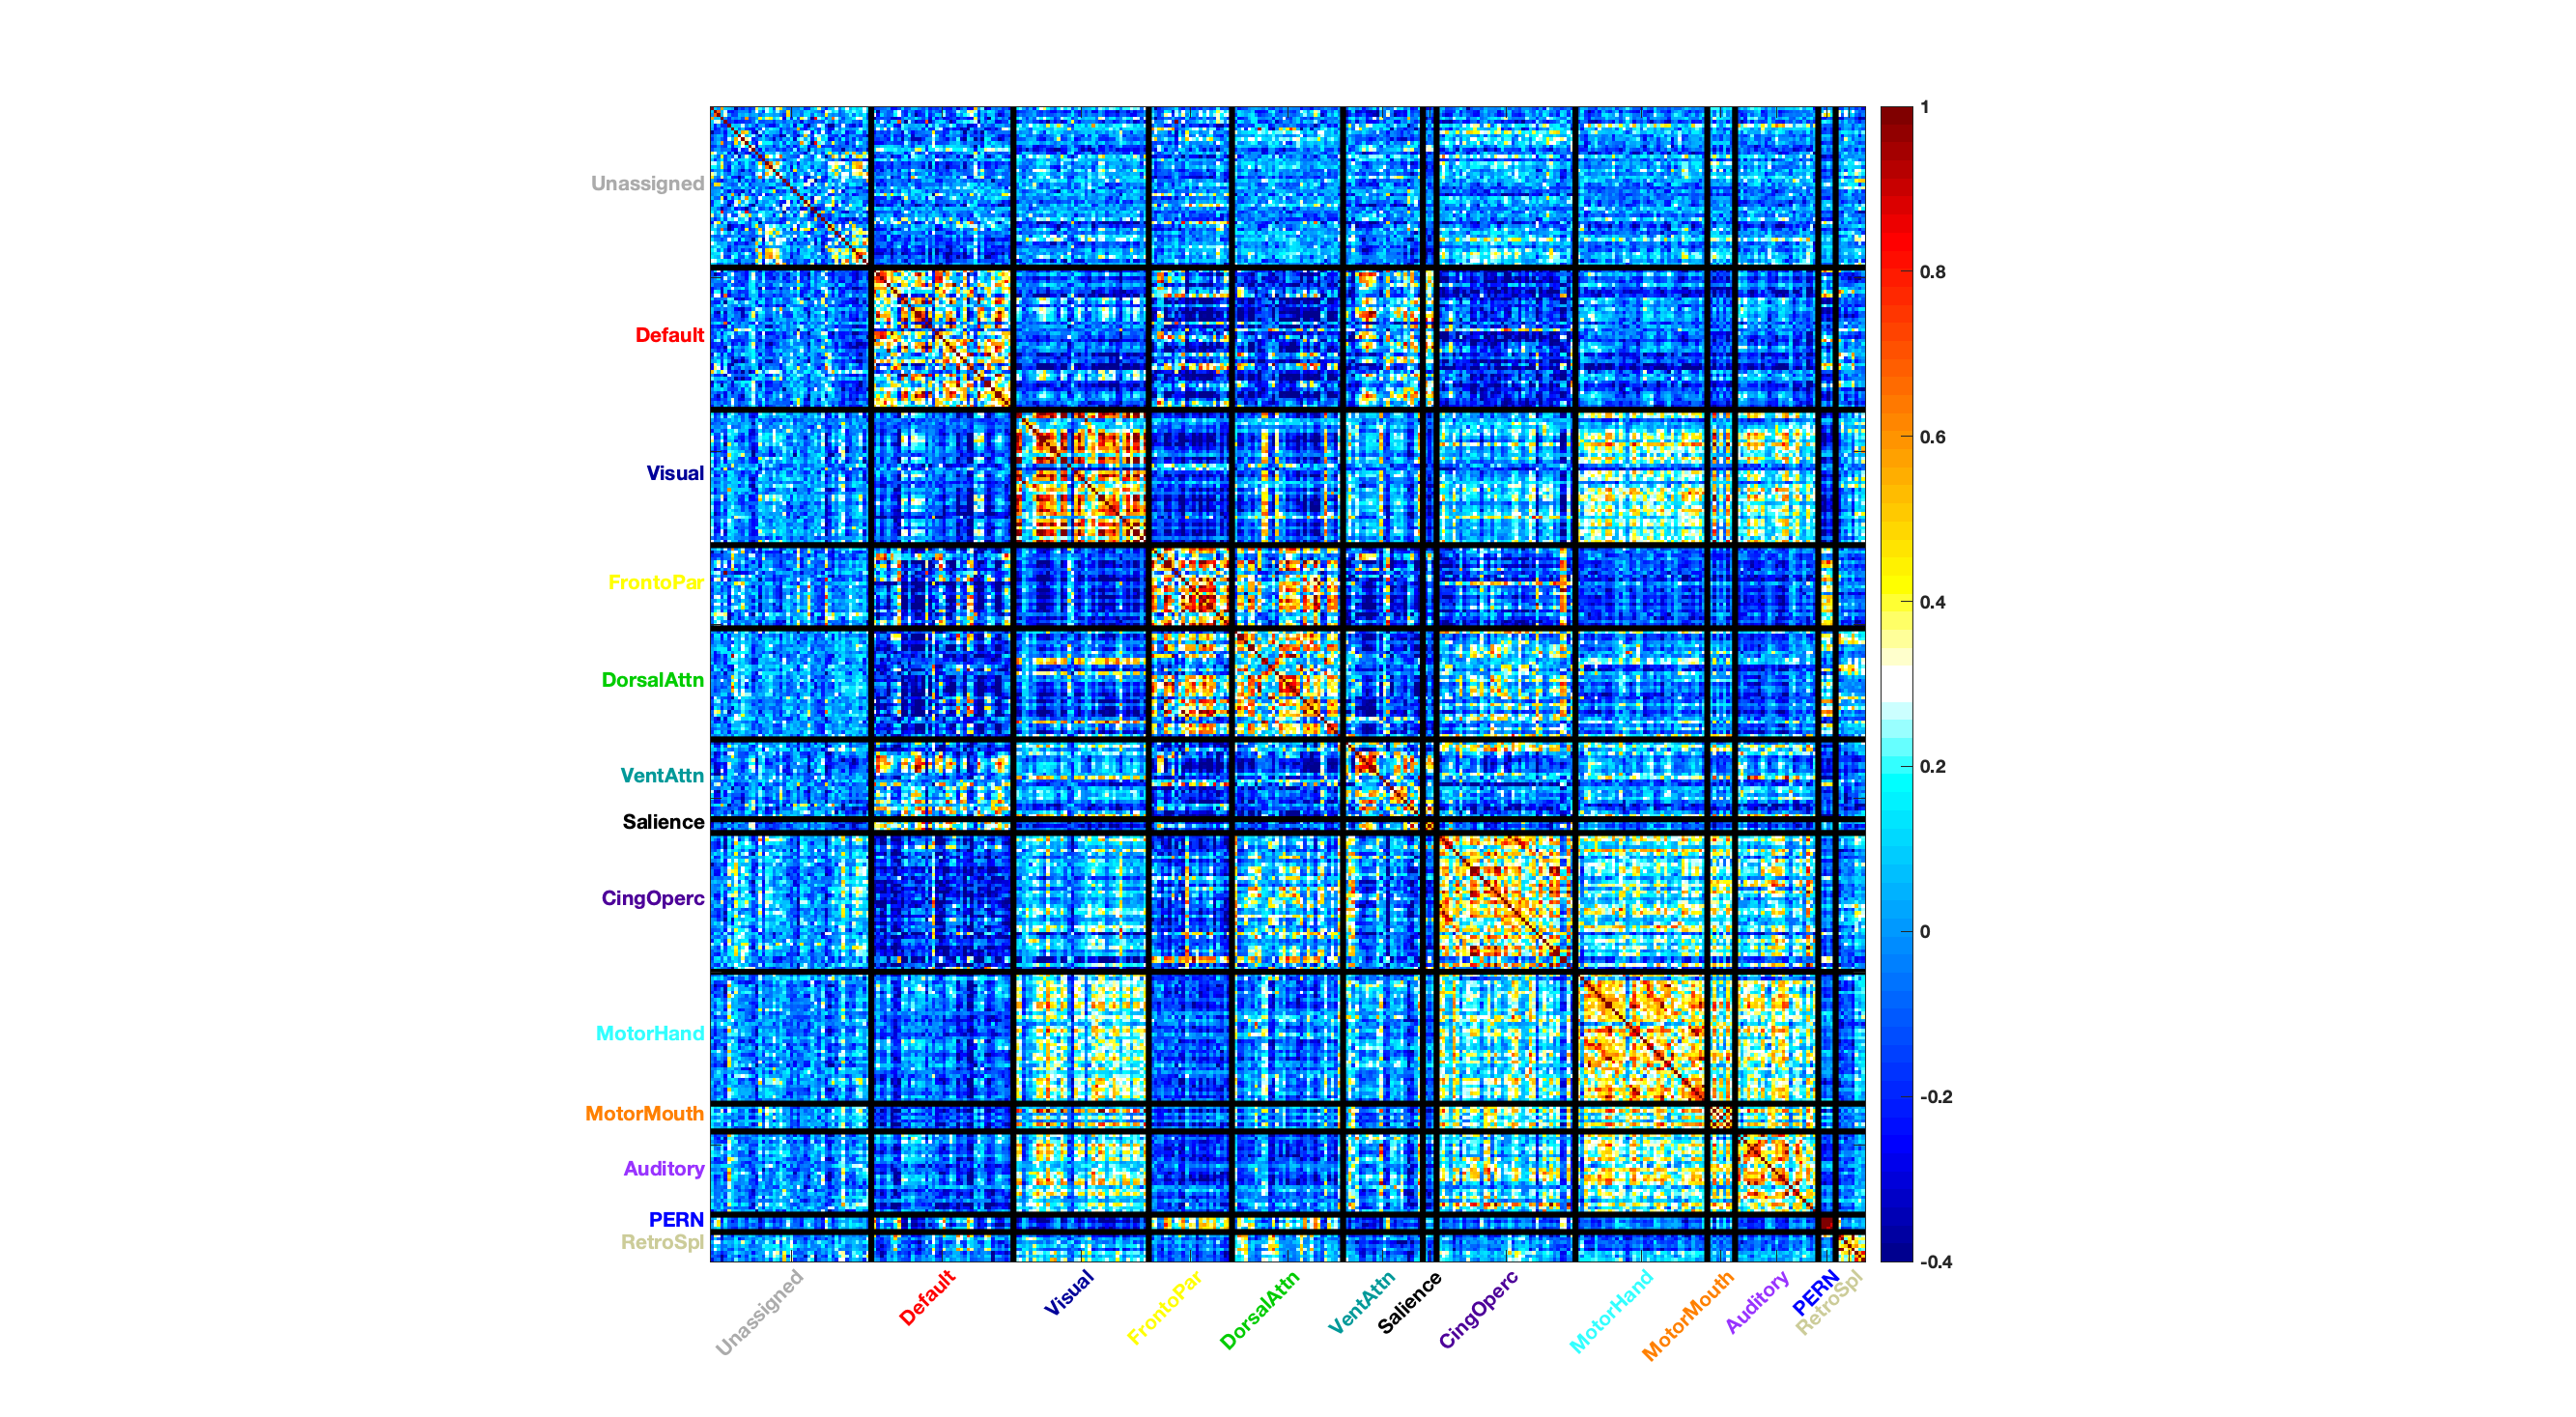 Unassigned
Default
Visual
FrontoPar
DorsalAttn
VentAttn
Salience
CingOperc
MotorHand
MotorMouth
Auditory
PERN
RetroSpl
Unassigned
Default
Visual
FrontoPar
DorsalAttn
VentAttn
Salience
CingOperc
MotorHand
MotorMouth
Auditory
PERN
RetroSpl
1
0.8
0.6
0.4
0.2
0
-0.2
-0.4